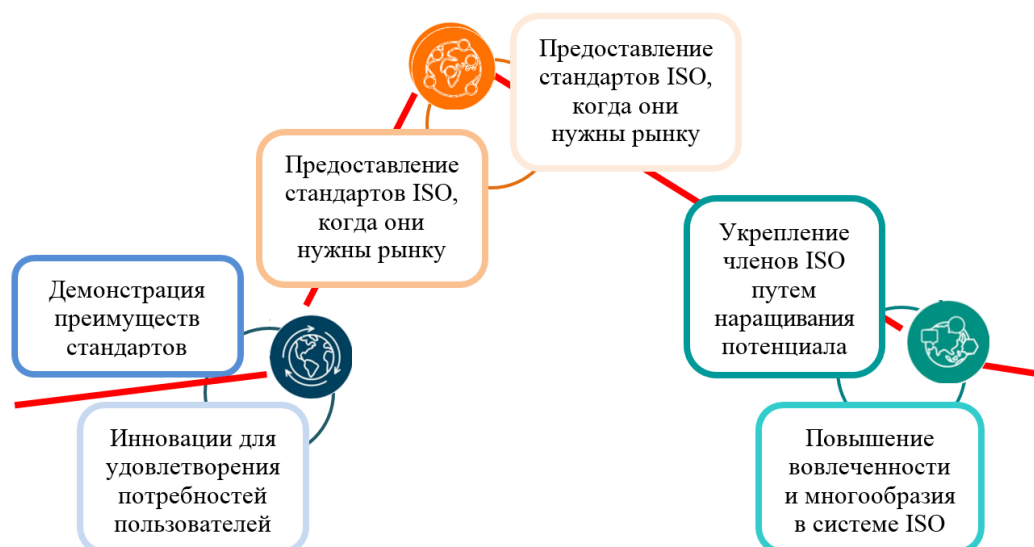 Демонстрация
преимуществ
стандартов
Инновации для
удовлетворения
потребностей
пользователей
Предоставление
стандартов ISO,
когда они
нужны рынку
Предоставление
стандартов ISO,
когда они
нужны рынку
Укрепление
членов ISO
путем
наращивания
потенциала
Повышение
вовлеченности
и многообразия
в системе ISO